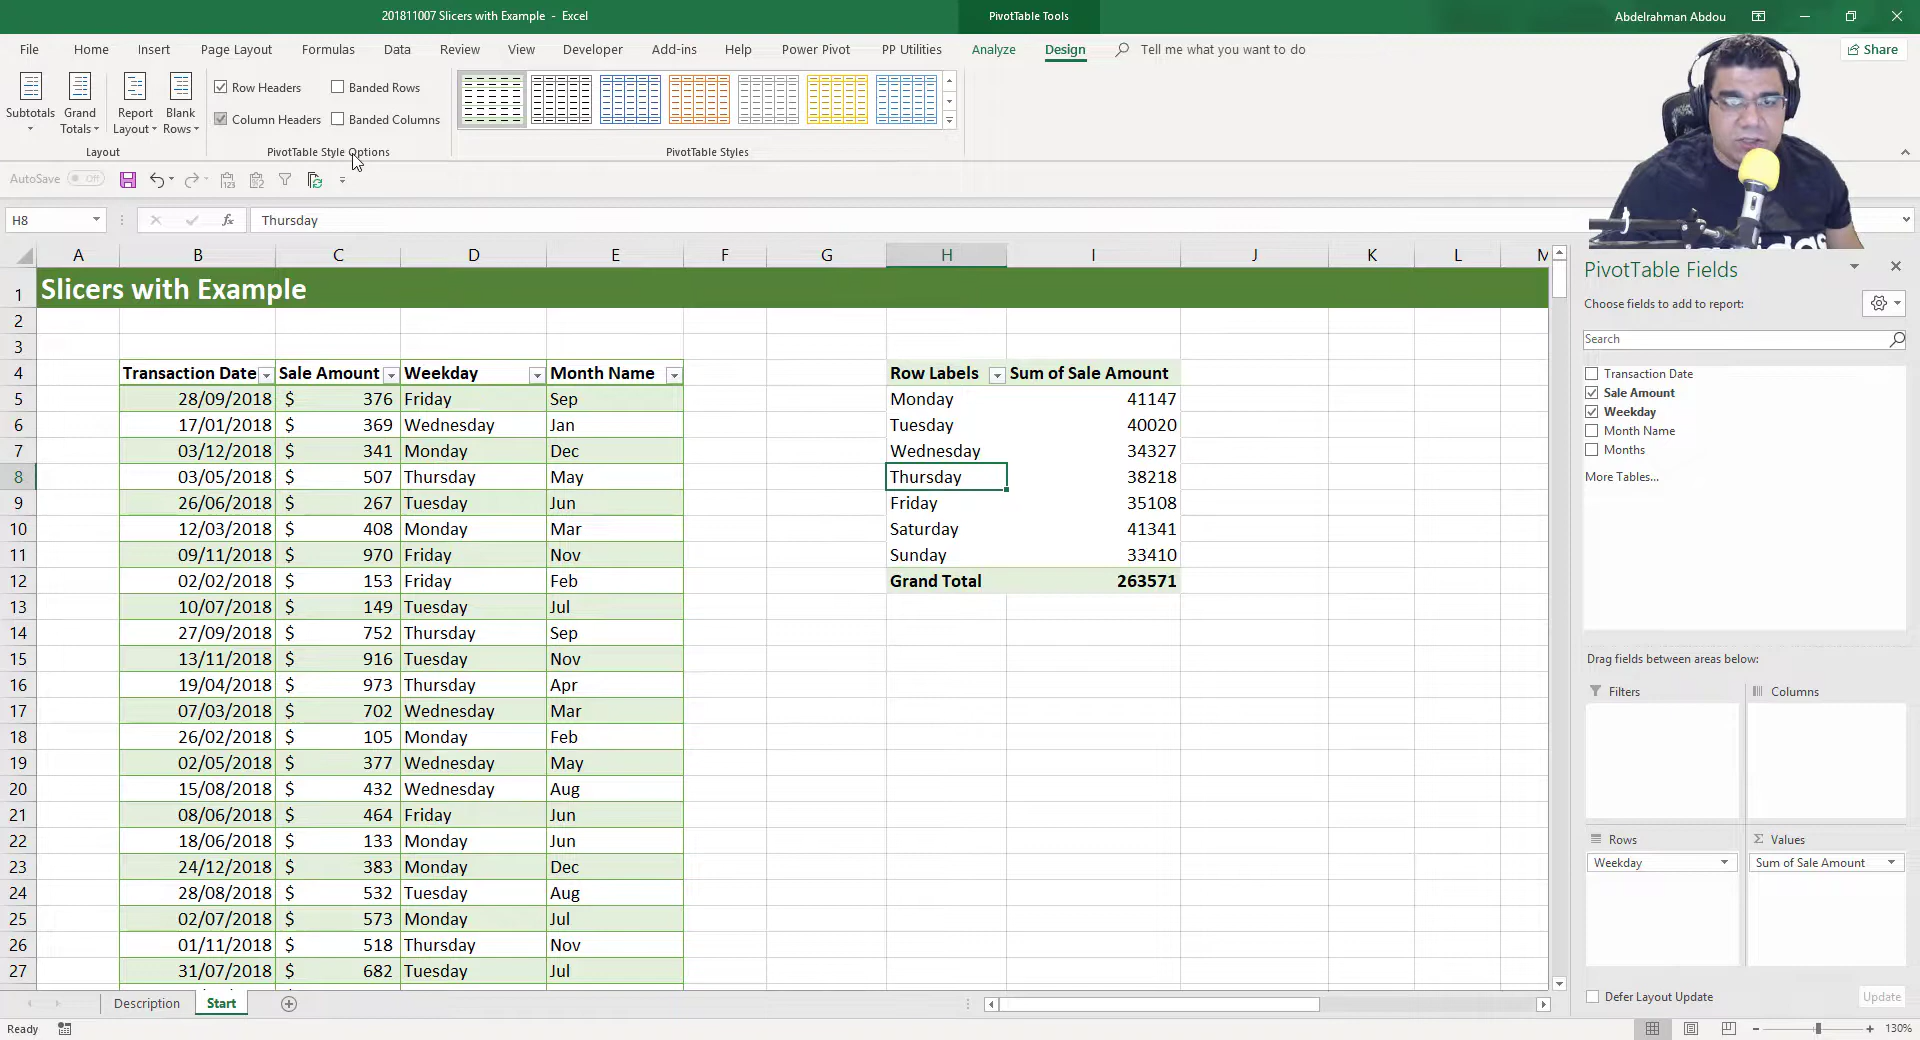 201811007 Slicers with Example - Excel
PivotTable Tools
Abdelrahman Abdou
File Home Insert Page Layout Formulas Data Review View Developer Add-ins Help Power Pivot PP Utilities Analyze Design Tell me what you want to do Share
Subtotals
Grand Totals
Report Layout
Blank Rows
Row Headers
Banded Rows
Column Headers
Banded Columns
Layout
PivotTable Style Options
PivotTable Styles
AutoSave Off
H8
fx
Thursday
A B C D E F G H I J K L M
1 Slicers with Example
2
3
4 Transaction Date Sale Amount Weekday Month Name Row Labels Sum of Sale Amount
5 28/09/2018 $ 376 Friday Sep Monday 41147
6 17/01/2018 $ 369 Wednesday Jan Tuesday 40020
7 03/12/2018 $ 341 Monday Dec Wednesday 34327
8 03/05/2018 $ 507 Thursday May Thursday 38218
9 26/06/2018 $ 267 Tuesday Jun Friday 35108
10 12/03/2018 $ 408 Monday Mar Saturday 41341
11 09/11/2018 $ 970 Friday Nov Sunday 33410
12 02/02/2018 $ 153 Friday Feb Grand Total 263571
13 10/07/2018 $ 149 Tuesday Jul
14 27/09/2018 $ 752 Thursday Sep
15 13/11/2018 $ 916 Tuesday Nov
16 19/04/2018 $ 973 Thursday Apr
17 07/03/2018 $ 702 Wednesday Mar
18 26/02/2018 $ 105 Monday Feb
19 02/05/2018 $ 377 Wednesday May
20 15/08/2018 $ 432 Wednesday Aug
21 08/06/2018 $ 464 Friday Jun
22 18/06/2018 $ 133 Monday Jun
23 24/12/2018 $ 383 Monday Dec
24 28/08/2018 $ 532 Tuesday Aug
25 02/07/2018 $ 573 Monday Jul
26 01/11/2018 $ 518 Thursday Nov
27 31/07/2018 $ 682 Tuesday Jul
PivotTable Fields
Choose fields to add to report:
Search
Transaction Date
Sale Amount
Weekday
Month Name
Months
More Tables...
Drag fields between areas below:
Filters
Columns
Rows
Σ Values
Weekday
Sum of Sale Amount
Defer Layout Update
Update
Description Start
Ready
130%